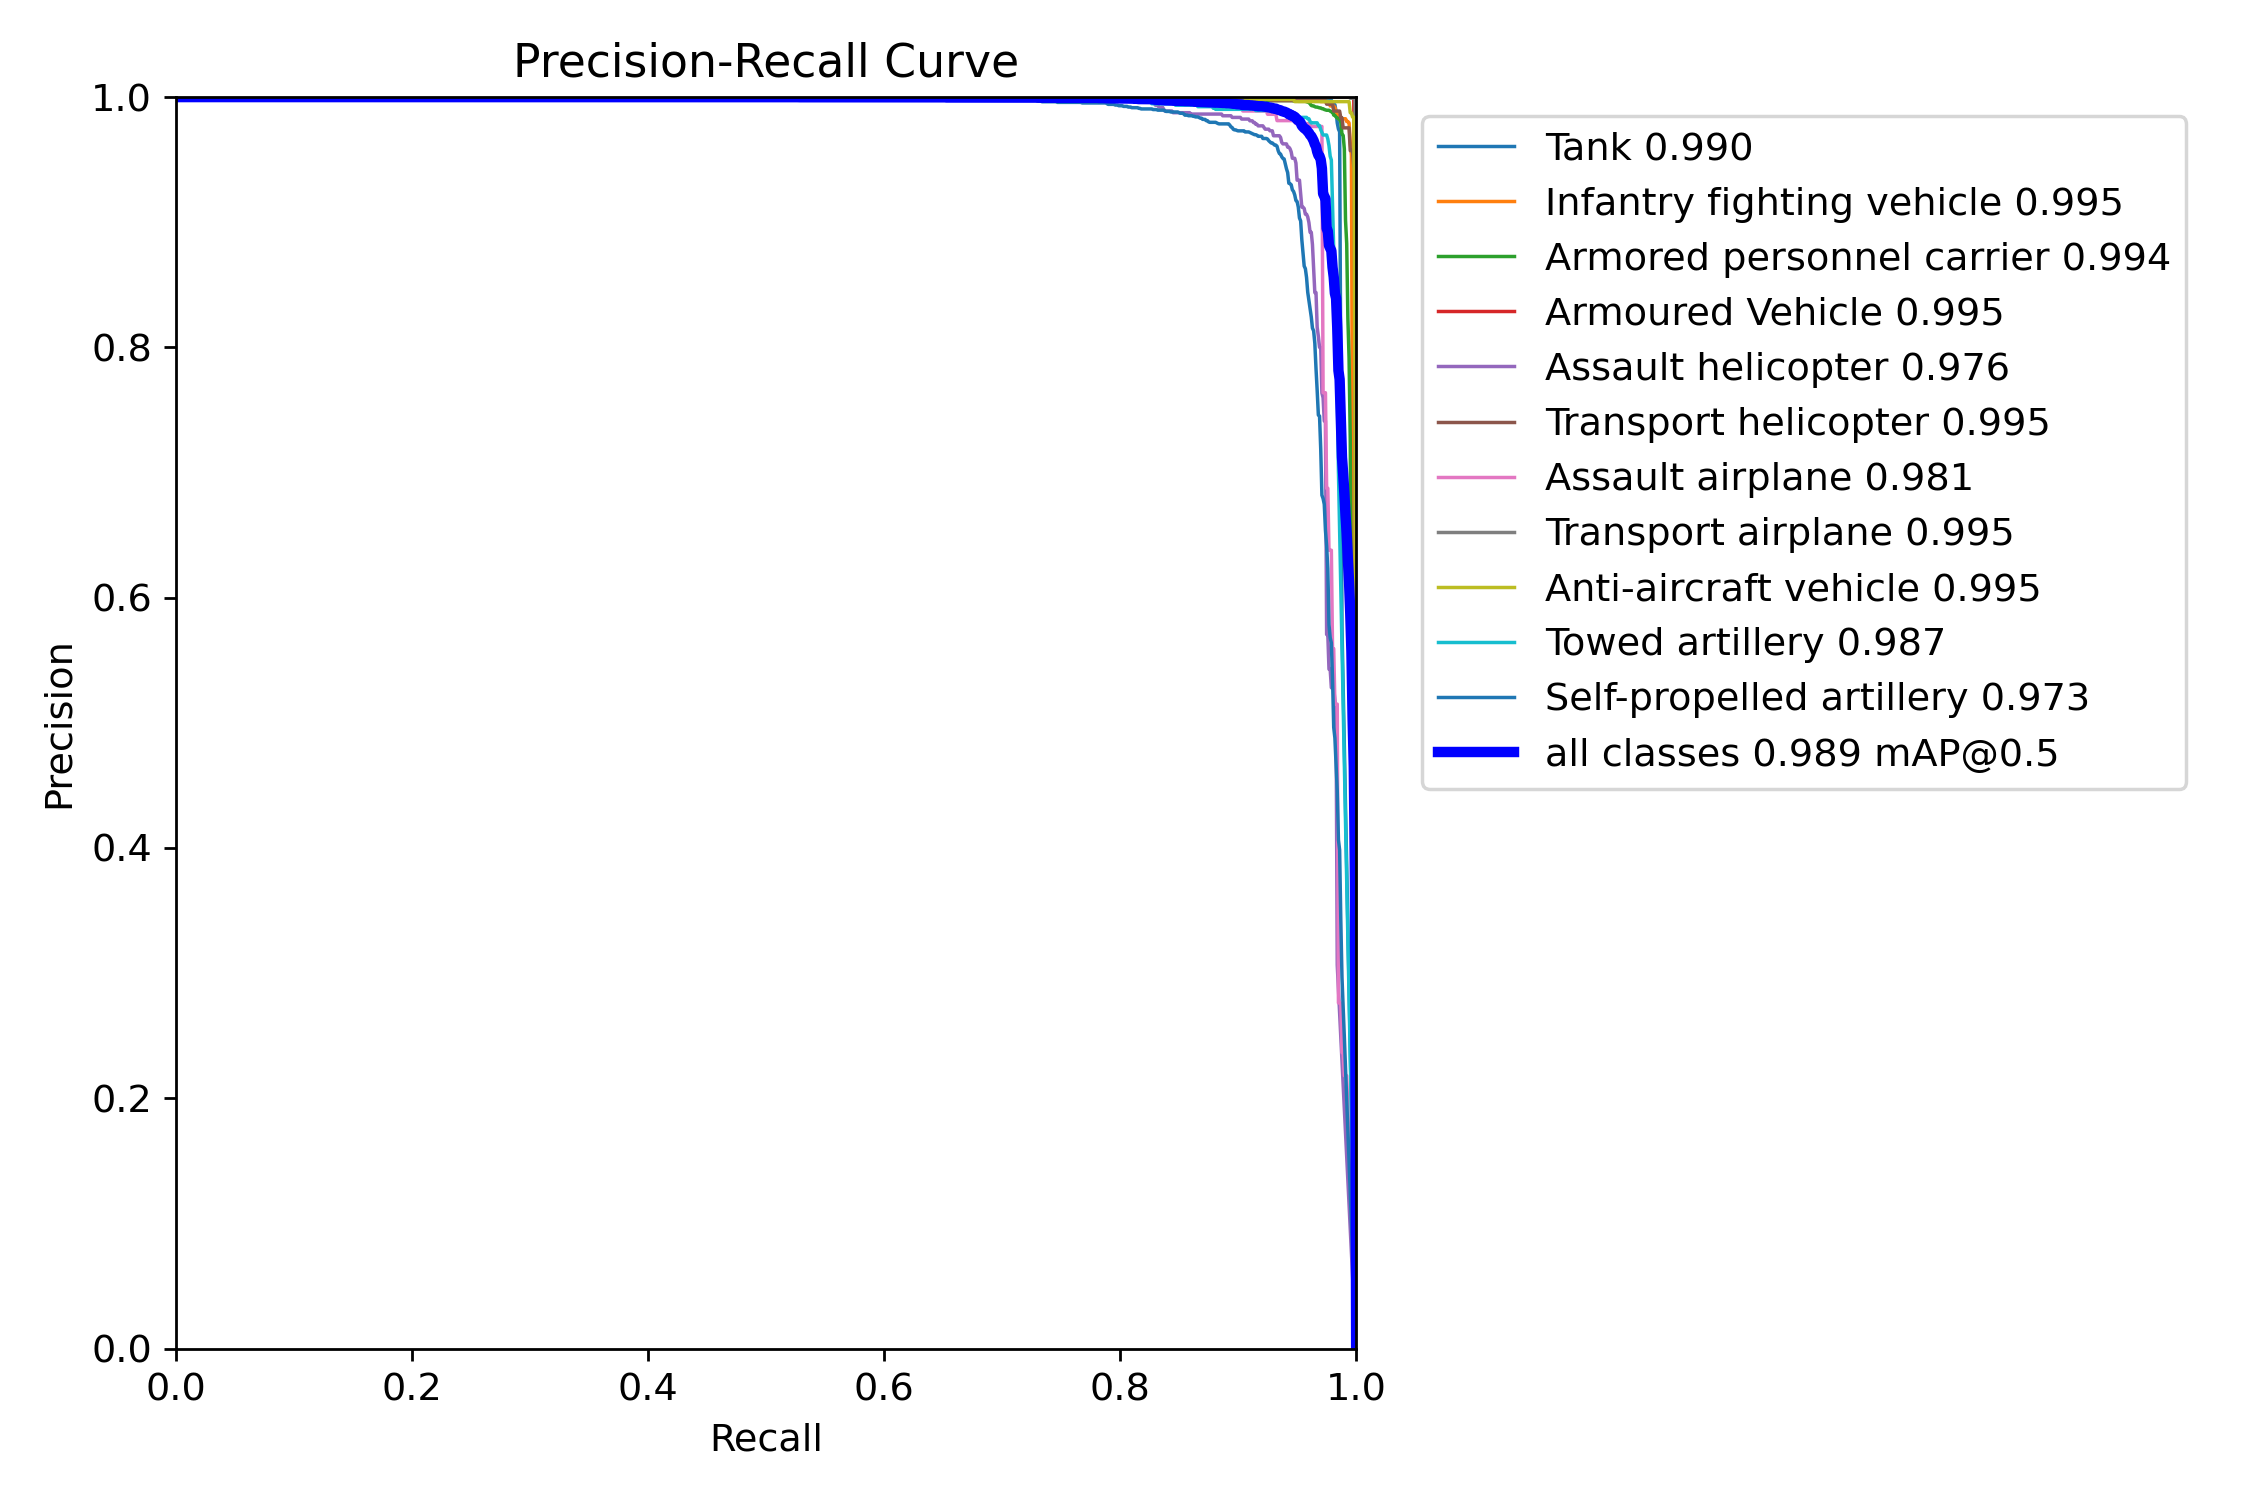 Precision-Recall Curve
1.0
0.8
0.6
0.4
0.2
0.0
Precision
0.0 0.2 0.4 0.6 0.8 1.0
Recall
Tank 0.990
Infantry fighting vehicle 0.995
Armored personnel carrier 0.994
Armoured Vehicle 0.995
Assault helicopter 0.976
Transport helicopter 0.995
Assault airplane 0.981
Transport airplane 0.995
Anti-aircraft vehicle 0.995
Towed artillery 0.987
Self-propelled artillery 0.973
all classes 0.989 mAP@0.5